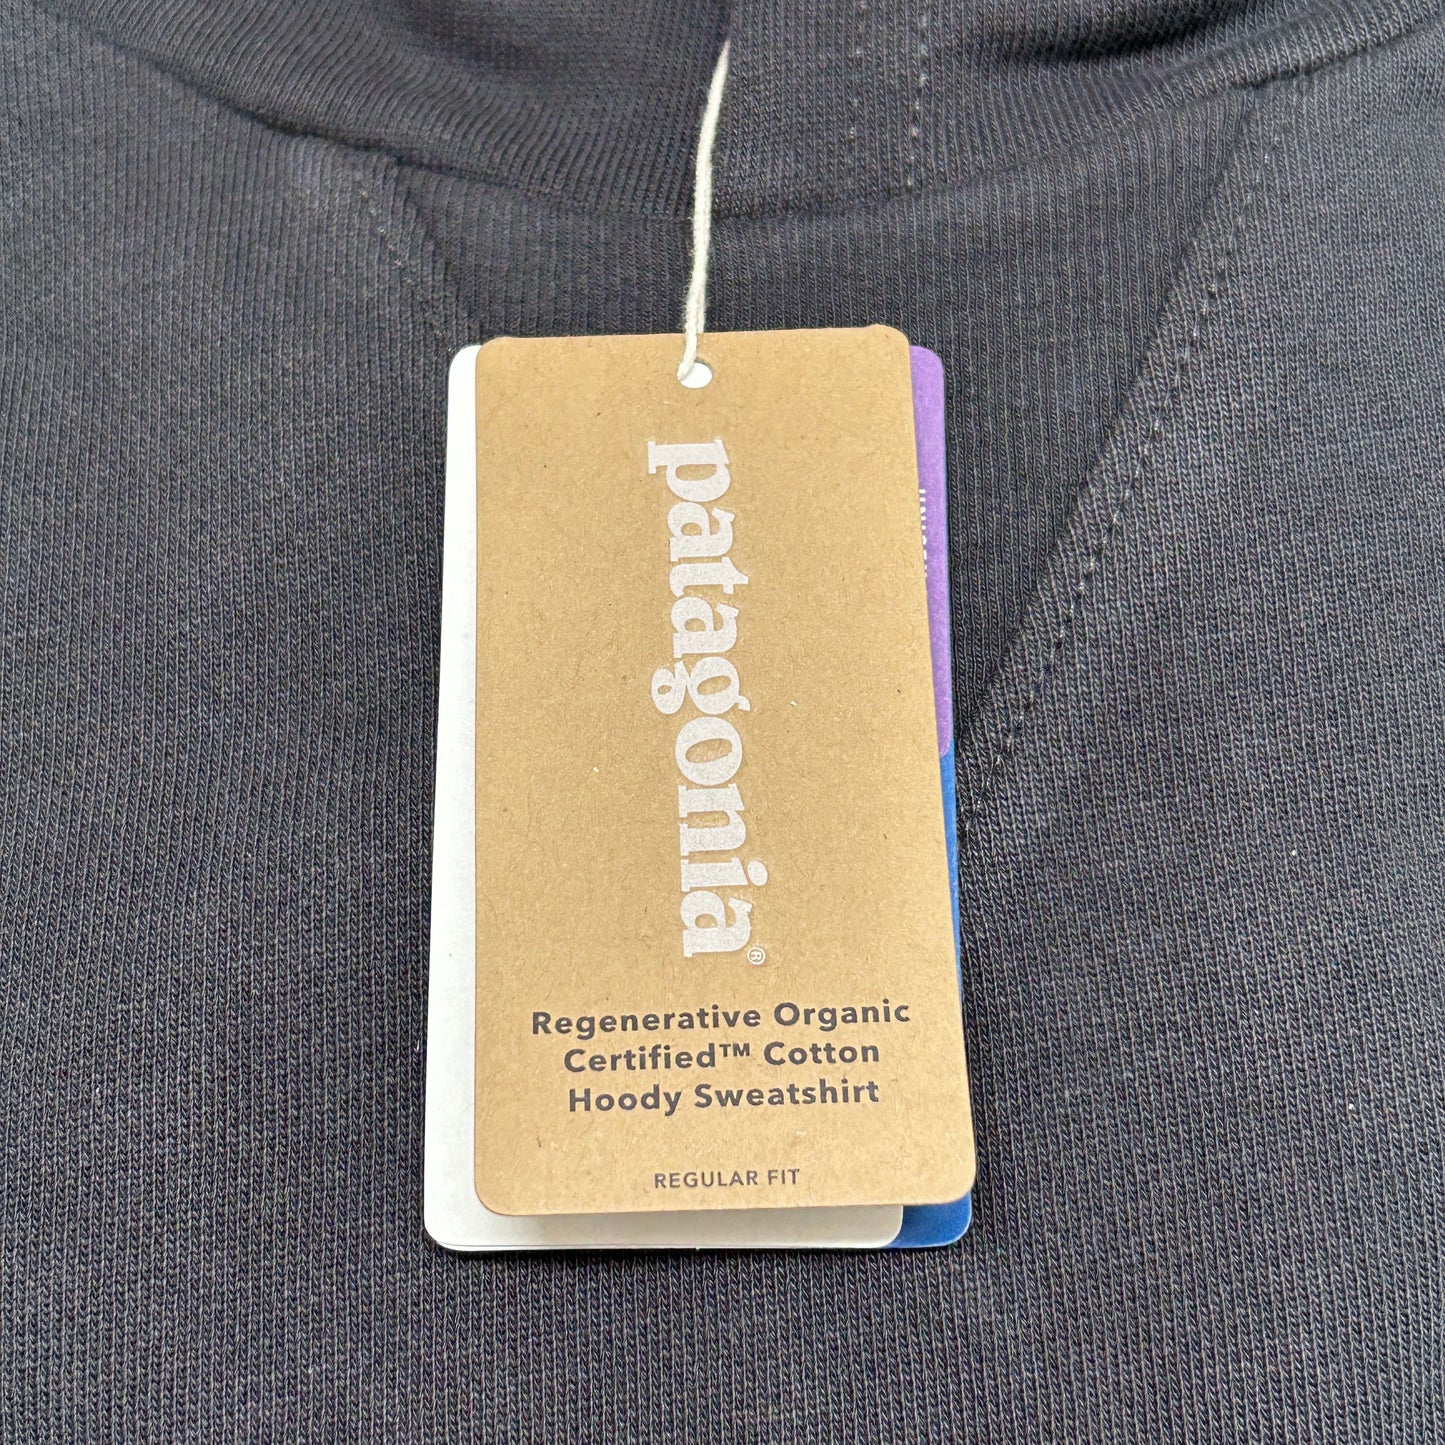 patagonia®
Regenerative Organic
Certified™ Cotton
Hoody Sweatshirt
REGULAR FIT